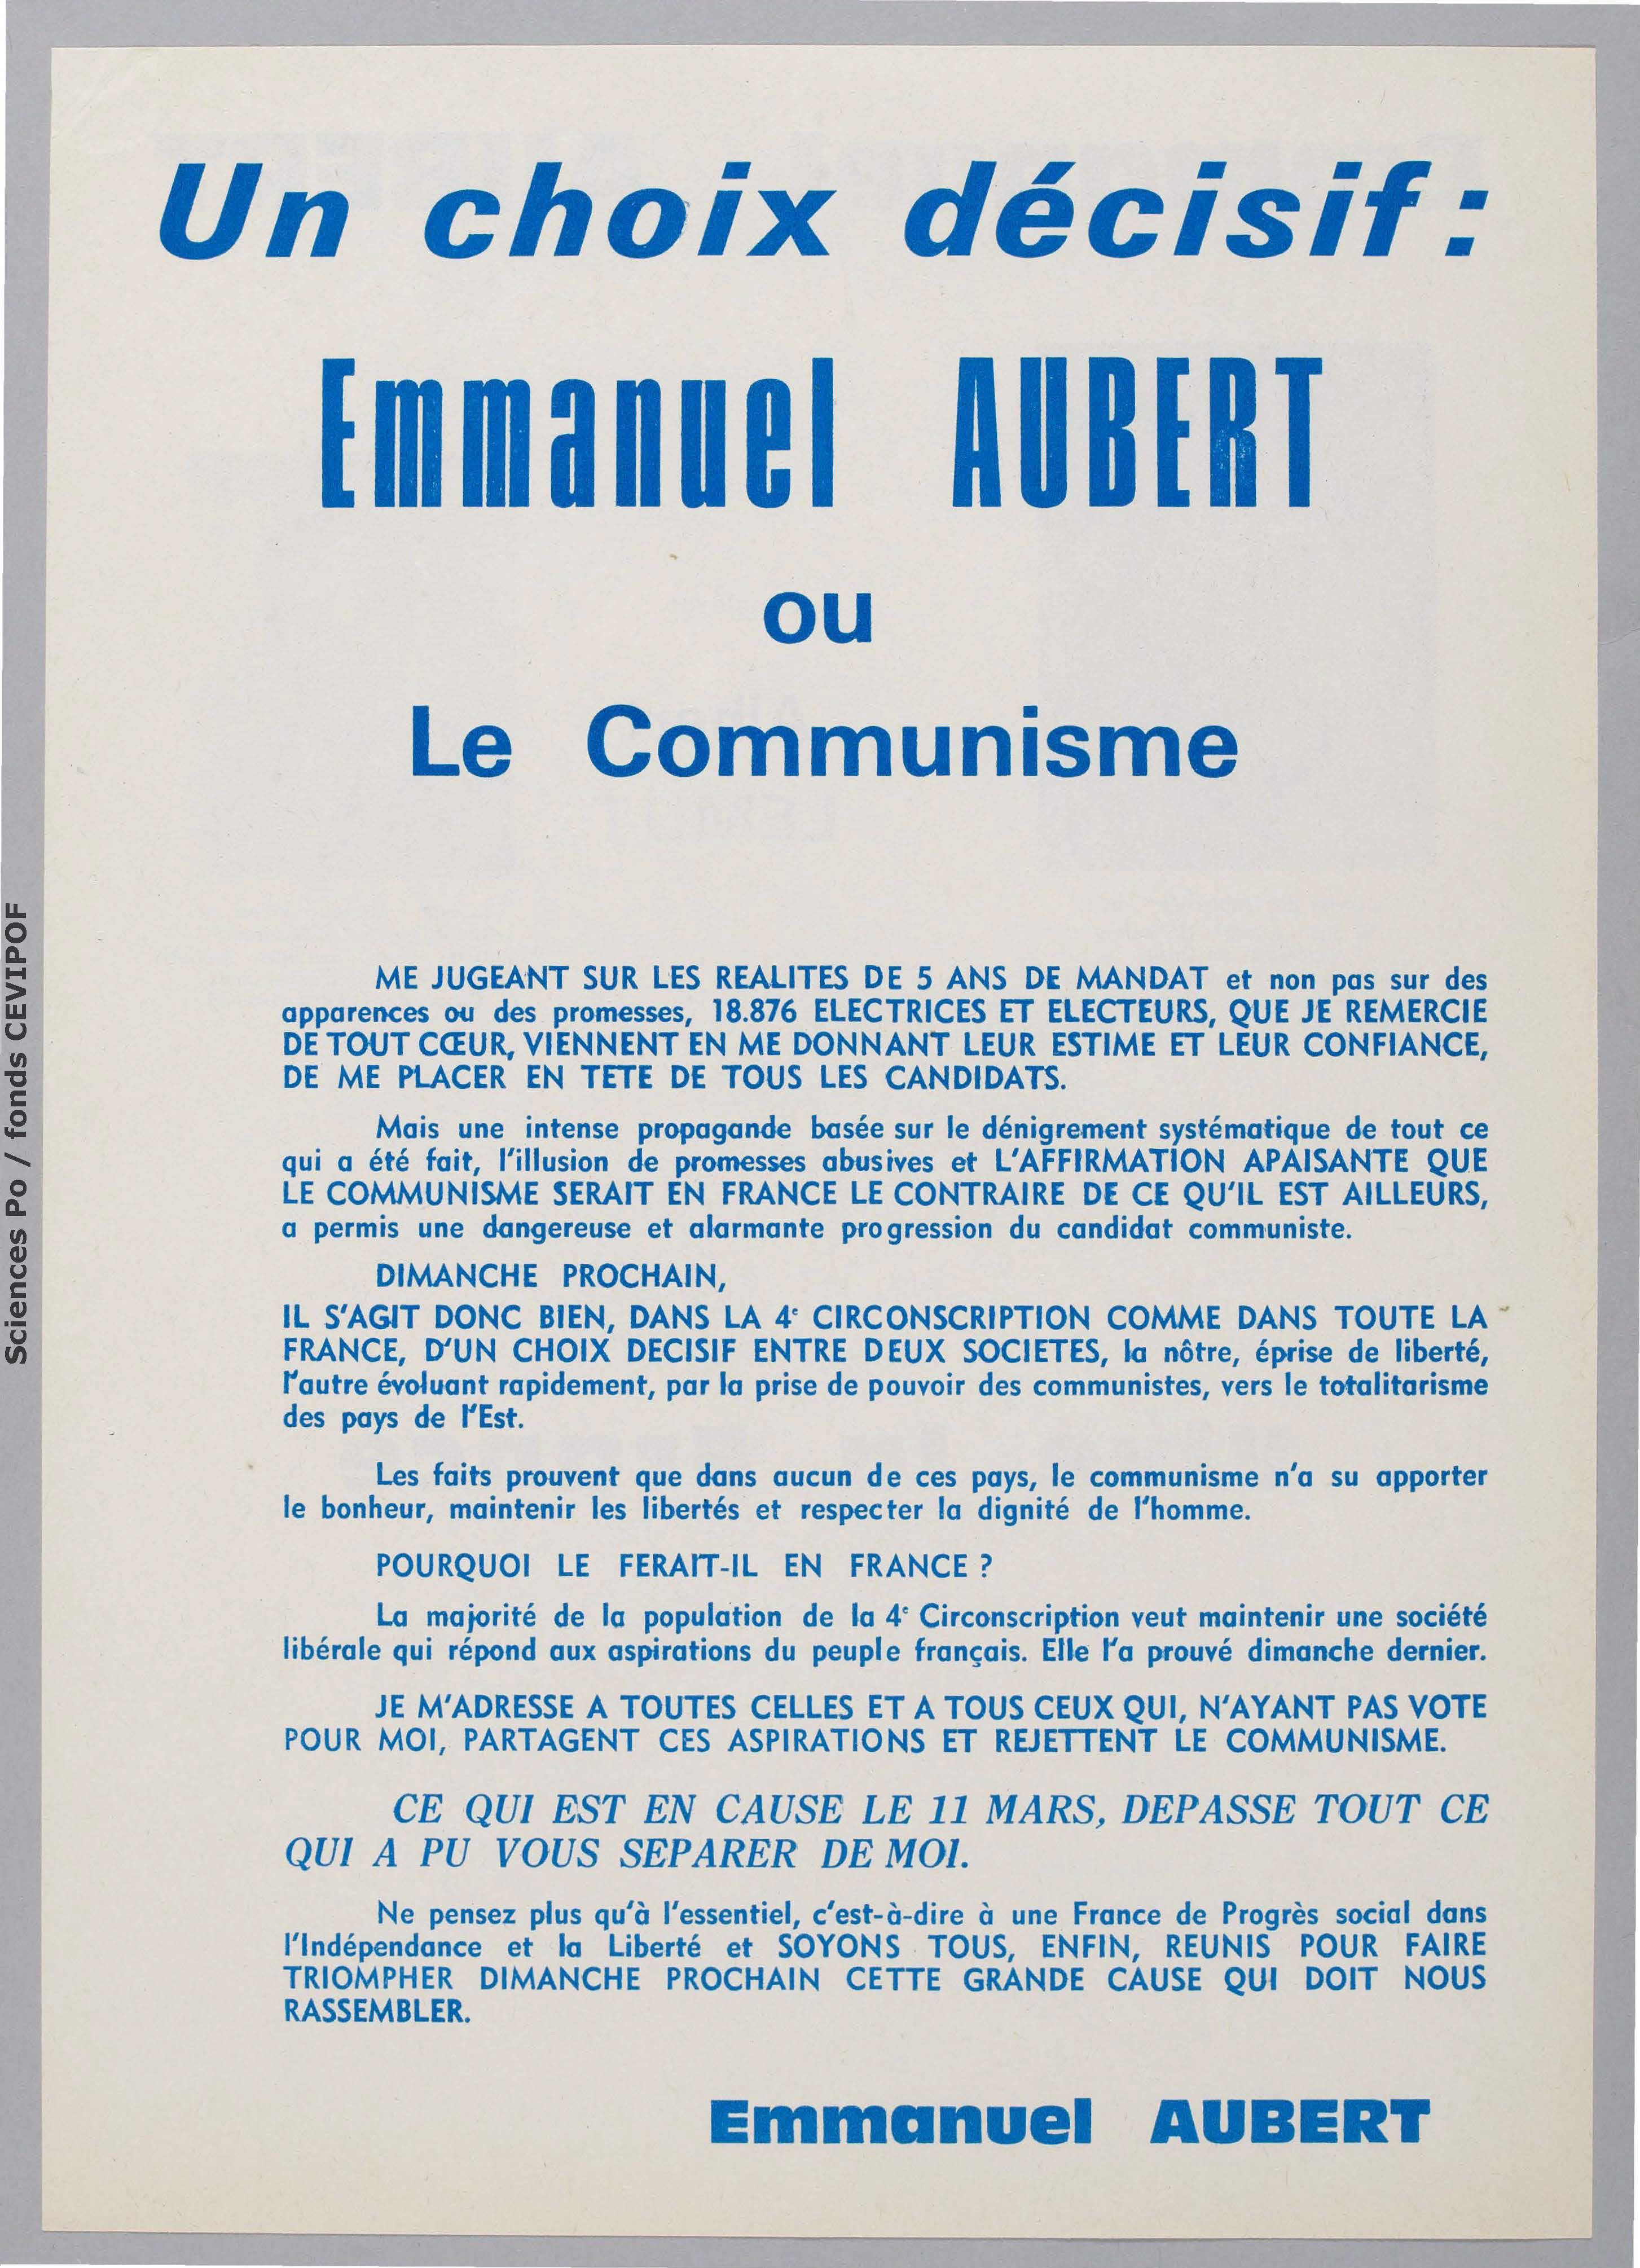 Un choix décisif :
Emmanuel AUBERT
ou
Le Communisme
ME JUGEANT SUR LES REALITES DE 5 ANS DE MANDAT et non pas sur des
apparences ou des promesses, 18.876 ELECTRICES ET ELECTEURS, QUE JE REMERCIE
DE TOUT CŒUR, VIENNENT EN ME DONNANT LEUR ESTIME ET LEUR CONFIANCE,
DE ME PLACER EN TETE DE TOUS LES CANDIDATS.
Mais une intense propagande basée sur le dénigrement systématique de tout ce
qui a été fait, l'illusion de promesses abusives et L'AFFIRMATION APAISANTE QUE
LE COMMUNISME SERAIT EN FRANCE LE CONTRAIRE DE CE QU'IL EST AILLEURS,
a permis une dangereuse et alarmante progression du candidat communiste.
DIMANCHE PROCHAIN,
IL S'AGIT DONC BIEN, DANS LA 4e CIRCONSCRIPTION COMME DANS TOUTE LA
FRANCE, D'UN CHOIX DECISIF ENTRE DEUX SOCIETES, la nôtre, éprise de liberté,
l'autre évoluant rapidement, par la prise de pouvoir des communistes, vers le totalitarisme
des pays de l'Est.
Les faits prouvent que dans aucun de ces pays, le communisme n'a su apporter
le bonheur, maintenir les libertés et respecter la dignité de l'homme.
POURQUOI LE FERAIT-IL EN FRANCE ?
La majorité de la population de la 4e Circonscription veut maintenir une société
libérale qui répond aux aspirations du peuple français. Elle l'a prouvé dimanche dernier.
JE M'ADRESSE A TOUTES CELLES ET A TOUS CEUX QUI, N'AYANT PAS VOTE
POUR MOI, PARTAGENT CES ASPIRATIONS ET REJETTENT LE COMMUNISME.
CE QUI EST EN CAUSE LE 11 MARS, DEPASSE TOUT CE
QUI A PU VOUS SEPARER DE MOI.
Ne pensez plus qu'à l'essentiel, c'est-à-dire à une France de Progrès social dans
l'Indépendance et la Liberté et SOYONS TOUS, ENFIN, REUNIS POUR FAIRE
TRIOMPHER DIMANCHE PROCHAIN CETTE GRANDE CAUSE QUI DOIT NOUS
RASSEMBLER.
Emmanuel AUBERT
Sciences Po / fonds CEVIPOF